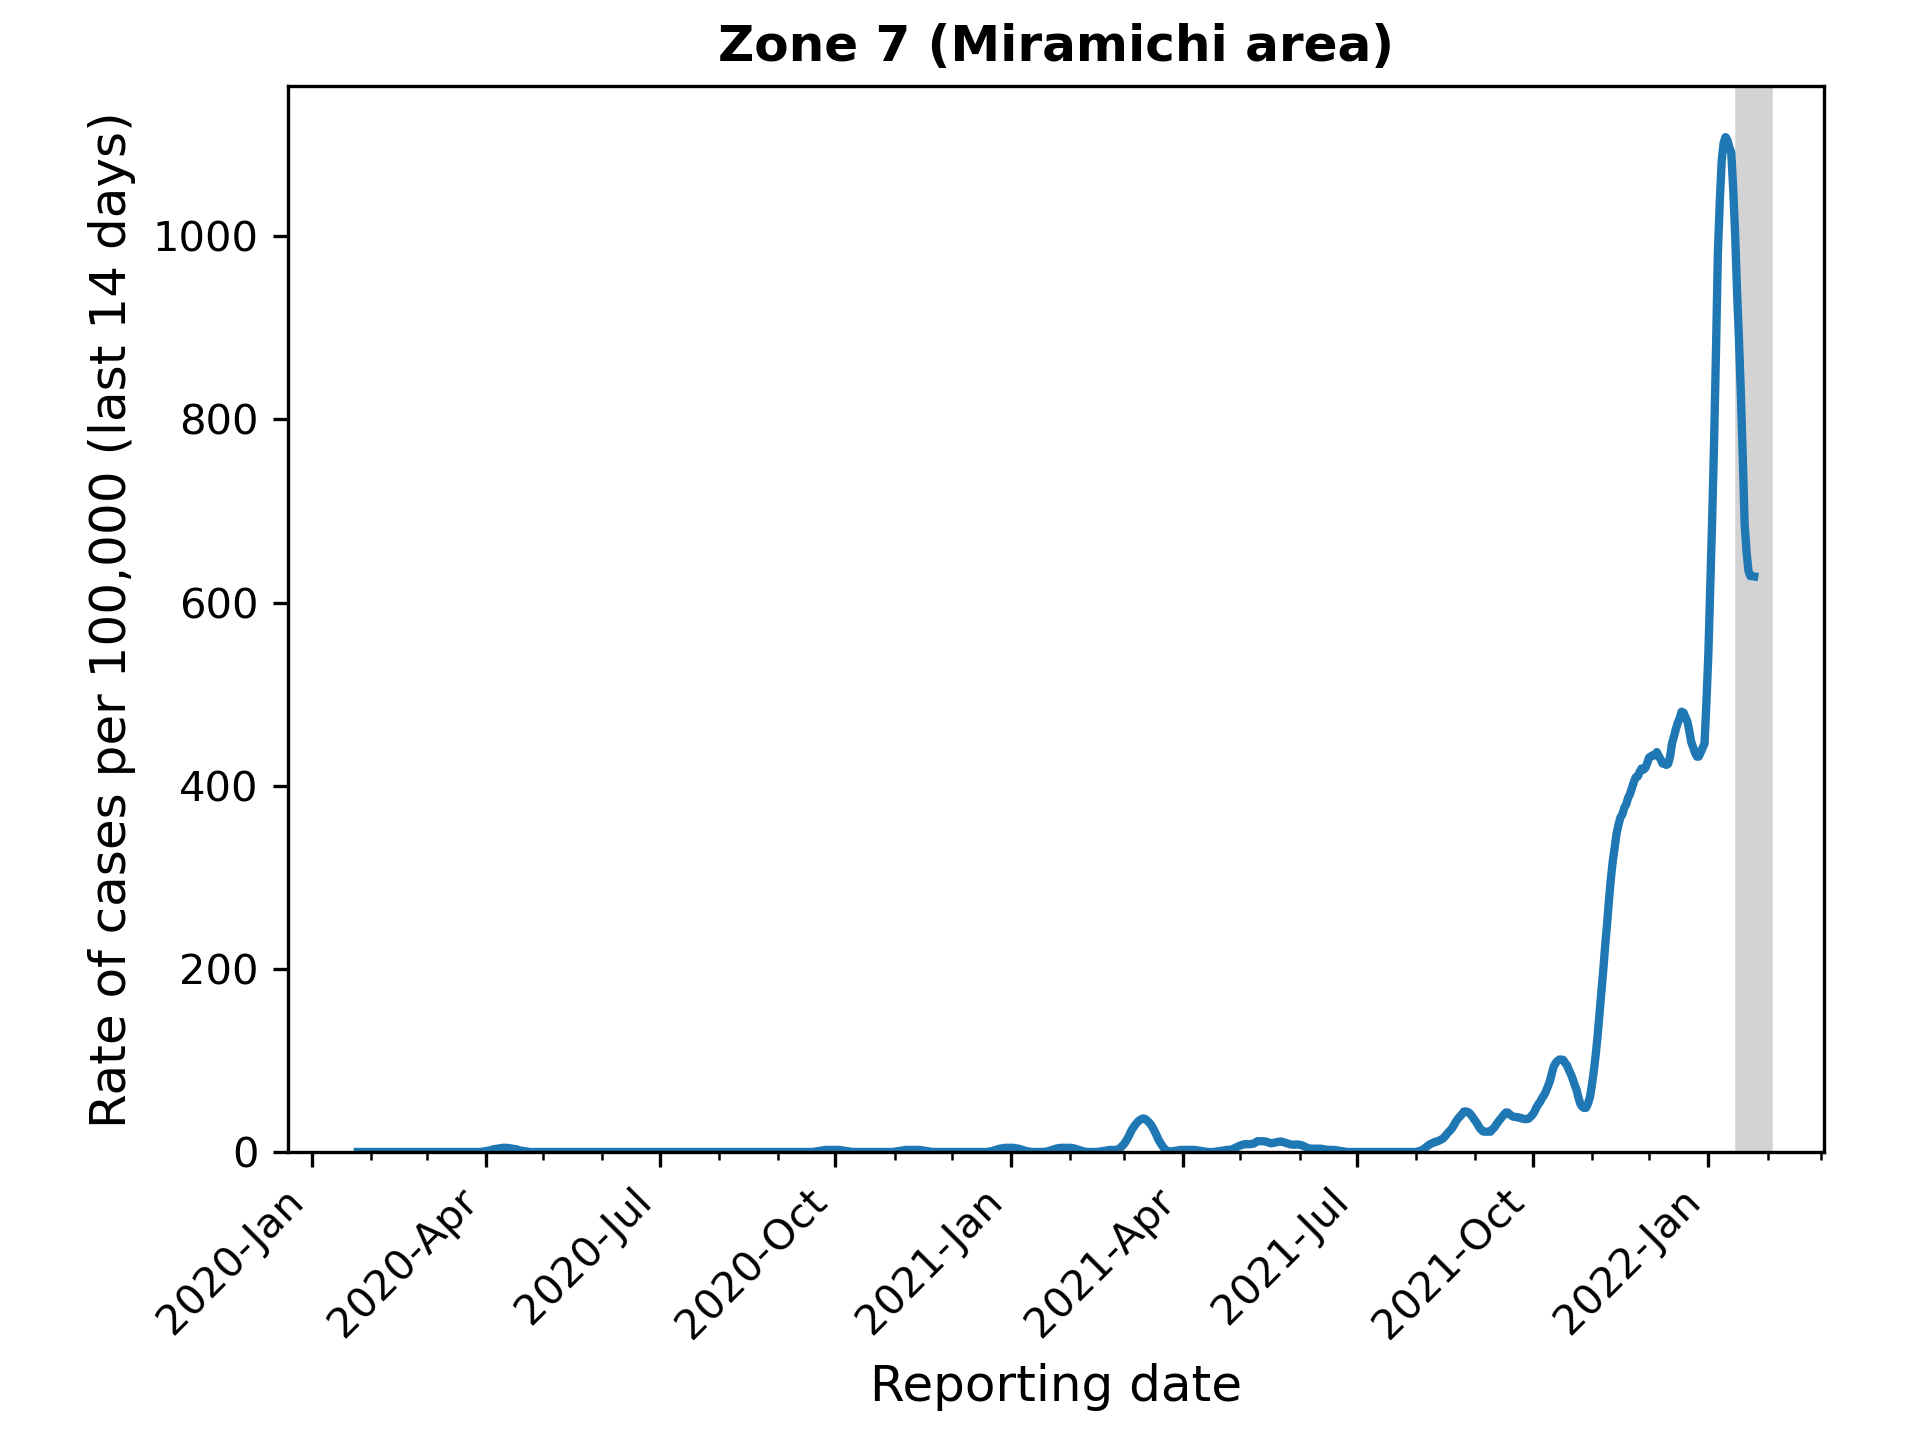 Zone 7 (Miramichi area)
Rate of cases per 100,000 (last 14 days)
1000
800
600
400
200
0
2020-Jan
2020-Apr
2020-Jul
2020-Oct
2021-Jan
2021-Apr
2021-Jul
2021-Oct
2022-Jan
Reporting date